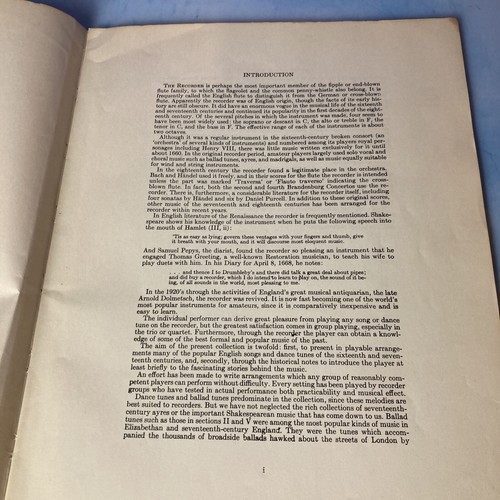 INTRODUCTION
THE RECORDER is perhaps the most important member of the fipple or end-blown
flute family, to which the flageolet and the common penny-whistle also belong. It is
frequently called the English flute to distinguish it from the German or cross-blown
flute. Apparently the recorder was of English origin, though the facts of its early his-
tory are still obscure. It did have an enormous vogue in the musical life of the sixteenth
and seventeenth centuries and continued its popularity in the first decades of the eight-
eenth century. Of the several pitches in which the instrument was made, four seem to
have been most widely used: the soprano or descant in C, the alto or treble in F, the
tenor in C, and the bass in F. The effective range of each of the instruments is about
two octaves.
Although it was a regular instrument in the sixteenth-century broken consort (an
'orchestra of several kinds of instruments) and numbered among its players royal per-
sonages including Henry VIII, there was little music written exclusively for it until
about 1600. In the original recorder period, amateur players largely used solo vocal and
choral music such as ballad tunes, ayres, and madrigals, as well as music equally suitable
for wind and string instruments.
In the eighteenth century the recorder found a legitimate place in the orchestra,
Bach and Händel used it freely, and in their scores for the flute the recorder is intended
unless the part was marked 'Traverso' or 'Flauto traverso' indicating the cross-
blown flute. In fact, both the second and fourth Brandenburg Concertos use the re-
corder. There is, furthermore, a considerable literature for the recorder itself, including
four sonatas by Händel and six by Daniel Purcell. In addition to these original scores,
other music of the seventeenth and eighteenth centuries has been arranged for the
recorder within recent years.
In English literature of the Renaissance the recorder is frequently mentioned. Shake-
speare shows his knowledge of the instrument when he puts the following speech into
the mouth of Hamlet (III, ii):
'Tis as easy as lying; govern these ventages with your fingers and thumb, give
it breath with your mouth, and it will discourse most eloquent music.
And Samuel Pepys, the diarist, found the recorder so pleasing an instrument that he
engaged Thomas Greeting, a well-known Restoration musician, to teach his wife to
play duets with him. In his Diary for April 8, 1668, he notes:
. . . and thence I to Drumbleby's and there did talk a great deal about pipes;
and did buy a recorder, which I do intend to learn to play on, the sound of it be-
ing, of all sounds in the world, most pleasing to me.
In the 1920's through the activities of England's great musical antiquarian, the late
Arnold Dolmetsch, the recorder was revived. It is now fast becoming one of the world's
most popular instruments for amateurs, since it is comparatively inexpensive and is
easy to learn.
The individual performer can derive great pleasure from playing any song or dance
tune on the recorder, but the greatest satisfaction comes in group playing, especially in
the trio or quartet. Furthermore, through the recorder the player can obtain a knowl-
edge of some of the best formal and popular music of the past.
The aim of the present collection is twofold: first, to present in playable arrange-
ments many of the popular English songs and dance tunes of the sixteenth and seven-
teenth centuries, and, secondly, through the historical notes to introduce the player at
least briefly to the fascinating stories behind the music.
An effort has been made to write arrangements which any group of reasonably com-
petent players can perform without difficulty. Every setting has been played by recorder
groups who have tested in actual performance both practicability and musical effect.
Dance tunes and ballad tunes predominate in the collection, since these melodies are
best suited to recorders. But we have not neglected the rich collections of seventeenth-
century ayres or the important Shakespearean music that has come down to us. Ballad
tunes such as those in sections II and V were among the most popular kinds of music in
Elizabethan and seventeenth-century England. They were the tunes which accom-
panied the thousands of broadside ballads hawked about the streets of London by
i